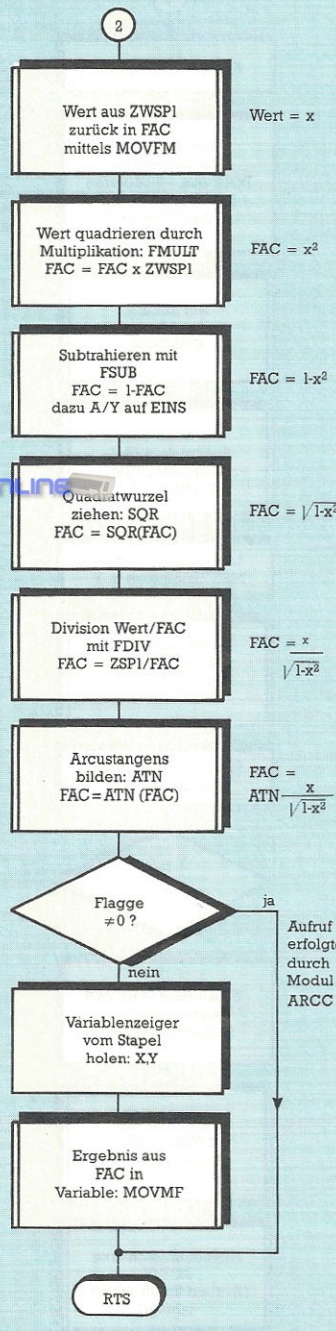 2
Wert aus ZWSP1
zurück in FAC
mittels MOVFM
Wert = x
Wert quadrieren durch
Multiplikation: FMULT
FAC = FAC x ZWSP1
FAC = x²
Subtrahieren mit
FSUB
FAC = 1-FAC
dazu A/Y auf EINS
FAC = 1-x²
NLINE
Quadratwurzel
ziehen: SQR
FAC = SQR(FAC)
FAC = √1-x²
Division Wert/FAC
mit FDIV
FAC = ZSP1/FAC
FAC = x
√1-x²
Arcustangens
bilden: ATN
FAC = ATN (FAC)
FAC =
ATN x
√1-x²
Flagge
≠0 ?
ja
nein
Aufruf
erfolgte
durch
Modul
ARCC
Variablenzeiger
vom Stapel
holen: X,Y
Ergebnis aus
FAC in
Variable: MOVMF
RTS